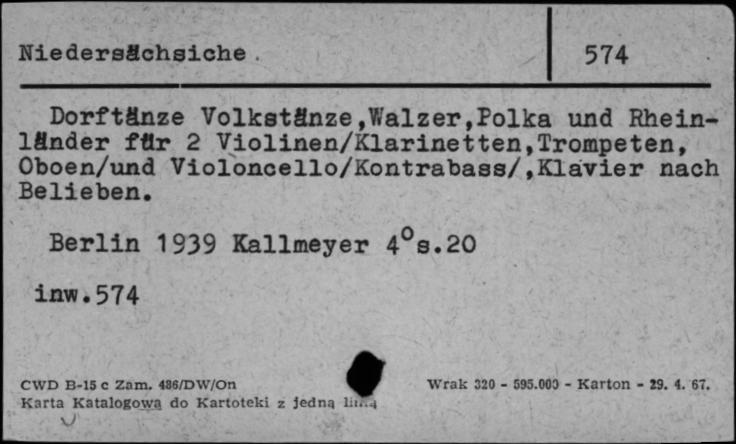 Niedersächsiche.
574
Dorftänze Volkstänze,Walzer,Polka und Rhein-
länder für 2 Violinen/Klarinetten,Trompeten,
Oboen/und Violoncello/Kontrabass/,Klavier nach
Belieben.
Berlin 1939 Kallmeyer 4⁰s.20
inw.574
CWD B-15 c Zam. 486/DW/On
Wrak 320 - 595.000 - Karton - 29. 4. 67.
Karta Katalogowa do Kartoteki z jedną